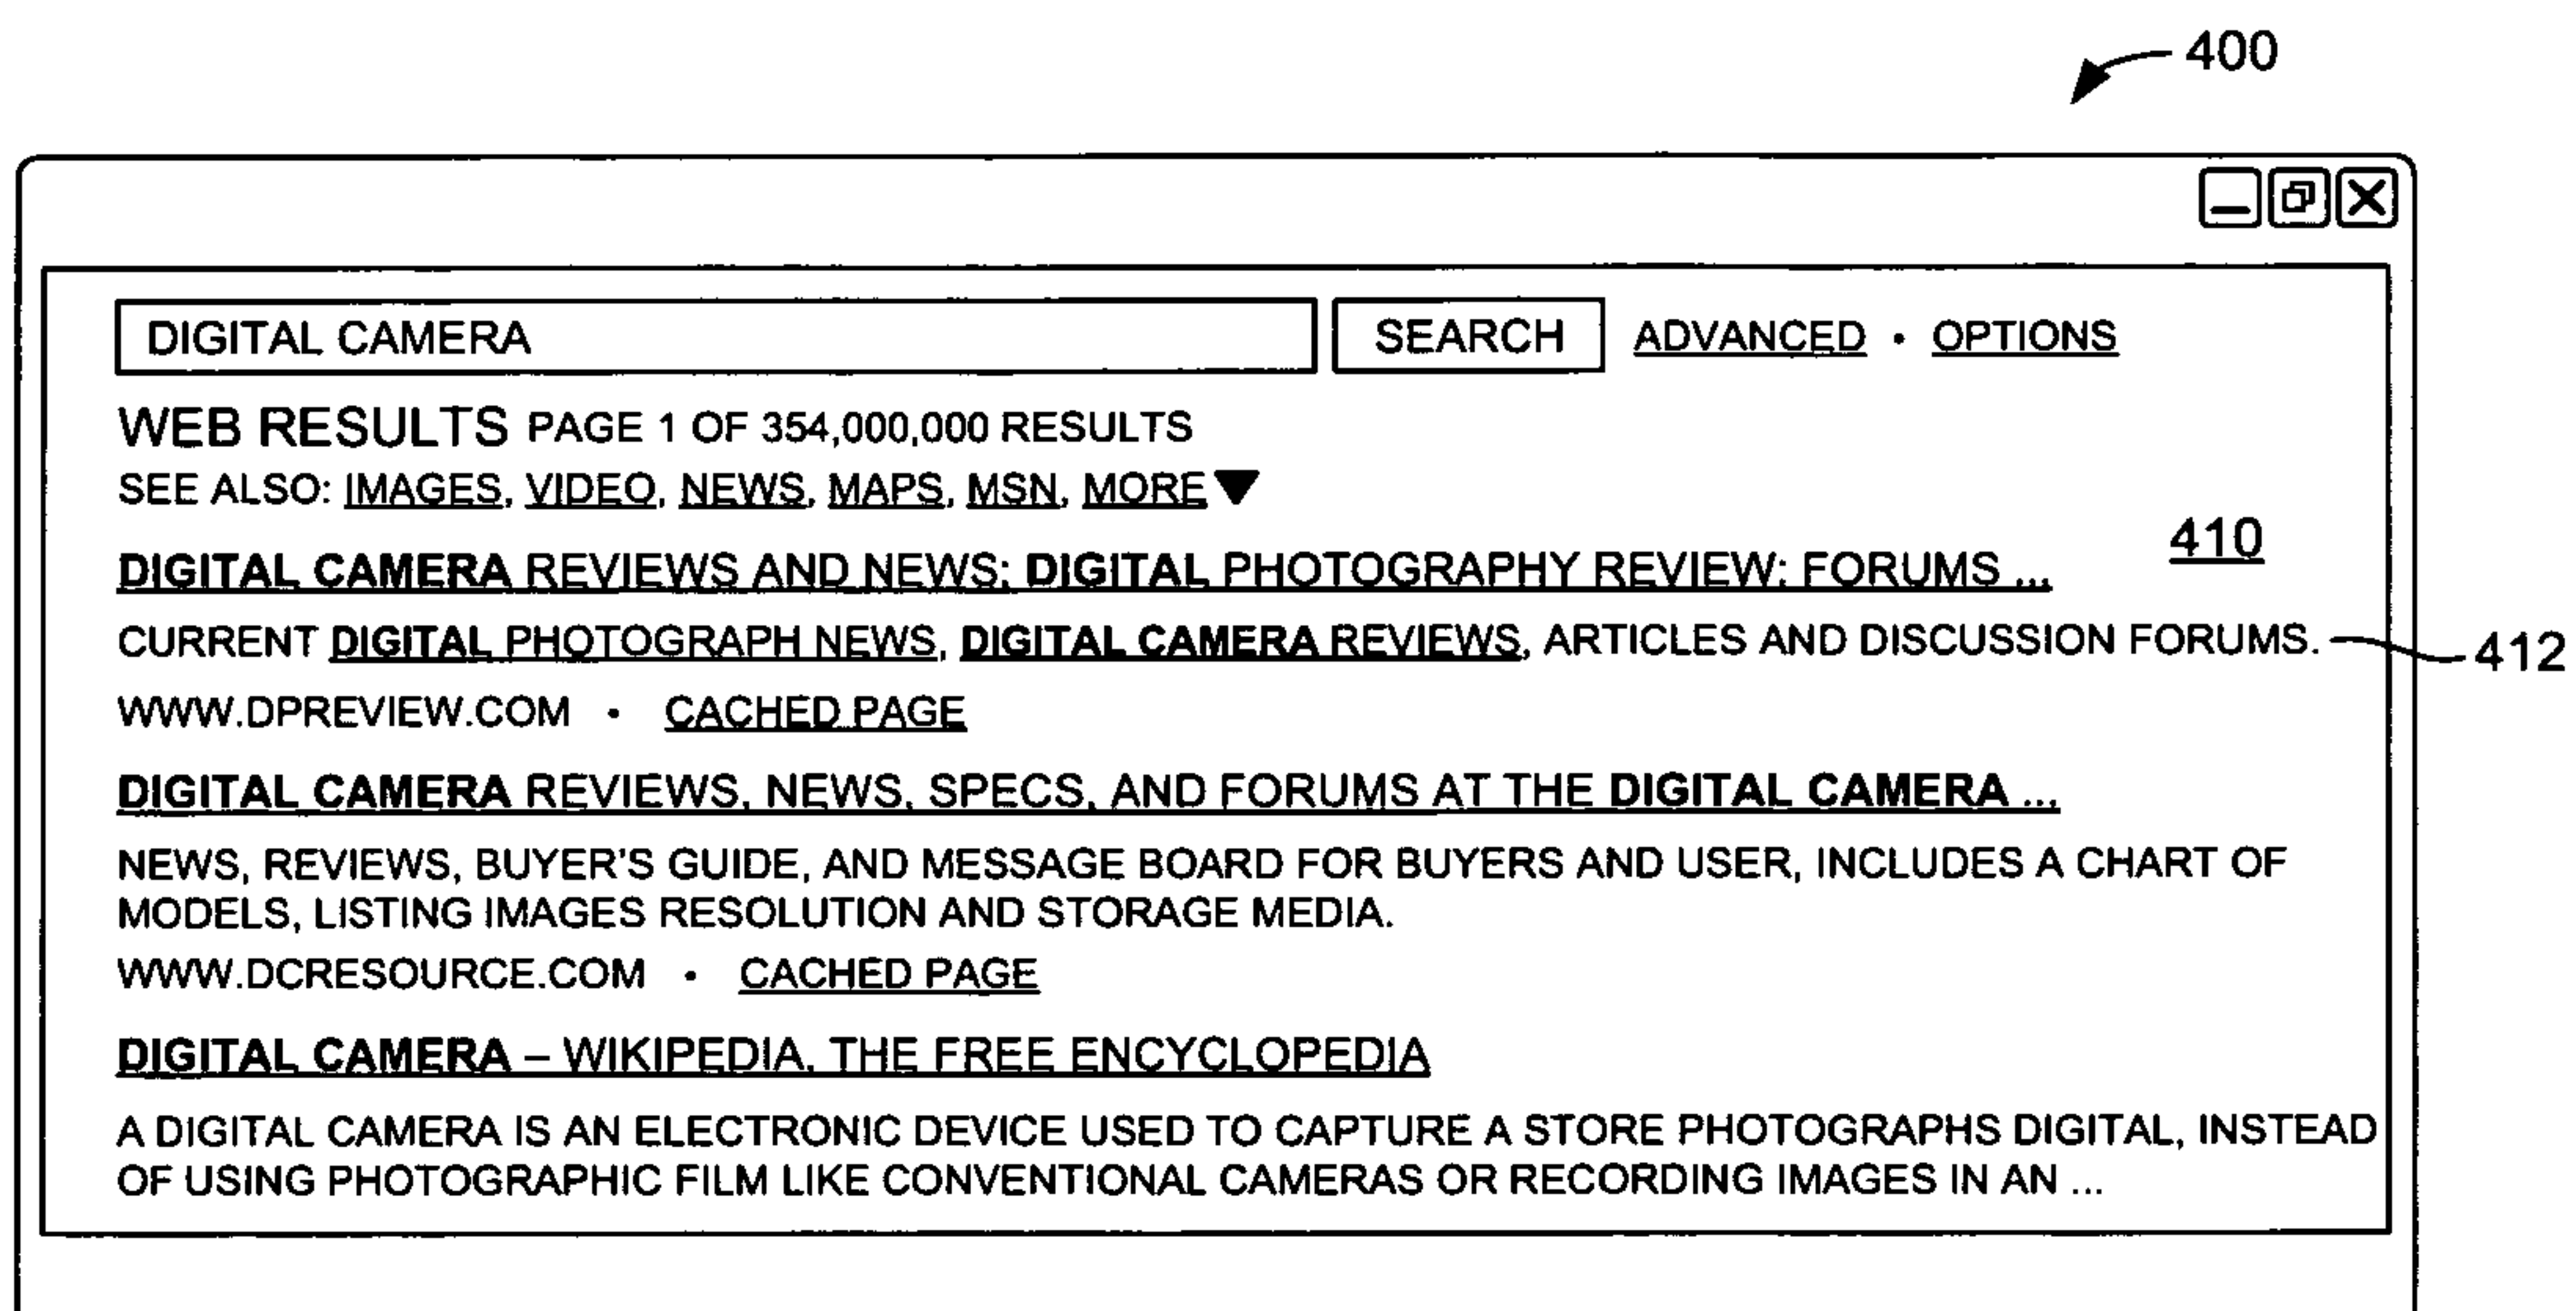 400
DIGITAL CAMERA SEARCH ADVANCED • OPTIONS
WEB RESULTS PAGE 1 OF 354,000,000 RESULTS
SEE ALSO: IMAGES, VIDEO, NEWS, MAPS, MSN, MORE▼
410
DIGITAL CAMERA REVIEWS AND NEWS: DIGITAL PHOTOGRAPHY REVIEW: FORUMS ...
CURRENT DIGITAL PHOTOGRAPH NEWS, DIGITAL CAMERA REVIEWS, ARTICLES AND DISCUSSION FORUMS. 412
WWW.DPREVIEW.COM • CACHED PAGE
DIGITAL CAMERA REVIEWS, NEWS, SPECS, AND FORUMS AT THE DIGITAL CAMERA ...
NEWS, REVIEWS, BUYER'S GUIDE, AND MESSAGE BOARD FOR BUYERS AND USER, INCLUDES A CHART OF
MODELS, LISTING IMAGES RESOLUTION AND STORAGE MEDIA.
WWW.DCRESOURCE.COM • CACHED PAGE
DIGITAL CAMERA – WIKIPEDIA, THE FREE ENCYCLOPEDIA
A DIGITAL CAMERA IS AN ELECTRONIC DEVICE USED TO CAPTURE A STORE PHOTOGRAPHS DIGITAL, INSTEAD
OF USING PHOTOGRAPHIC FILM LIKE CONVENTIONAL CAMERAS OR RECORDING IMAGES IN AN ...